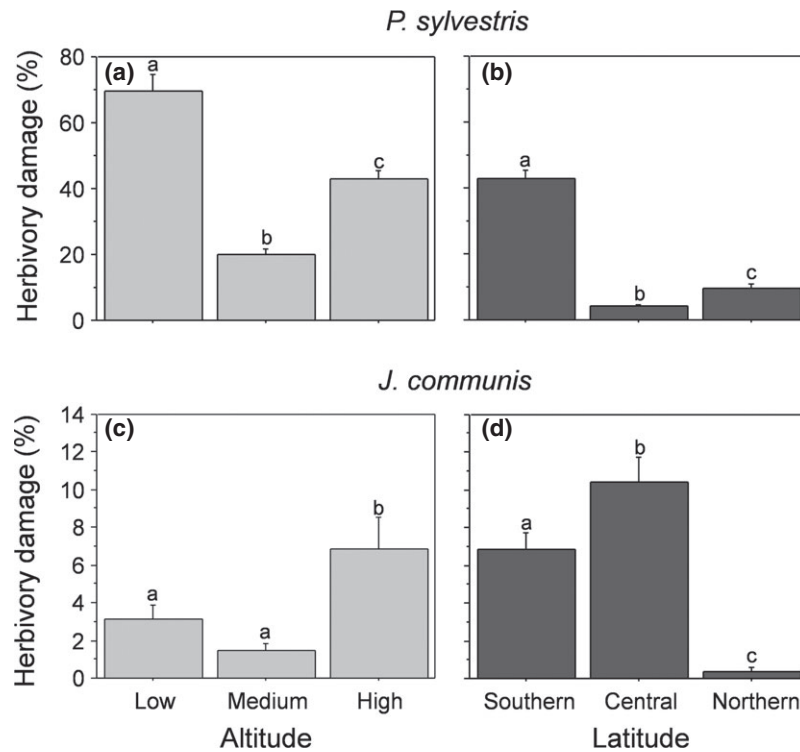 P. sylvestris
Herbivory damage (%)
80
60
40
20
0
(a)
a
b
c
(b)
a
b
c
J. communis
Herbivory damage (%)
14
12
10
8
6
4
2
0
(c)
a
a
b
(d)
a
b
c
Low Medium High
Southern Central Northern
Altitude
Latitude